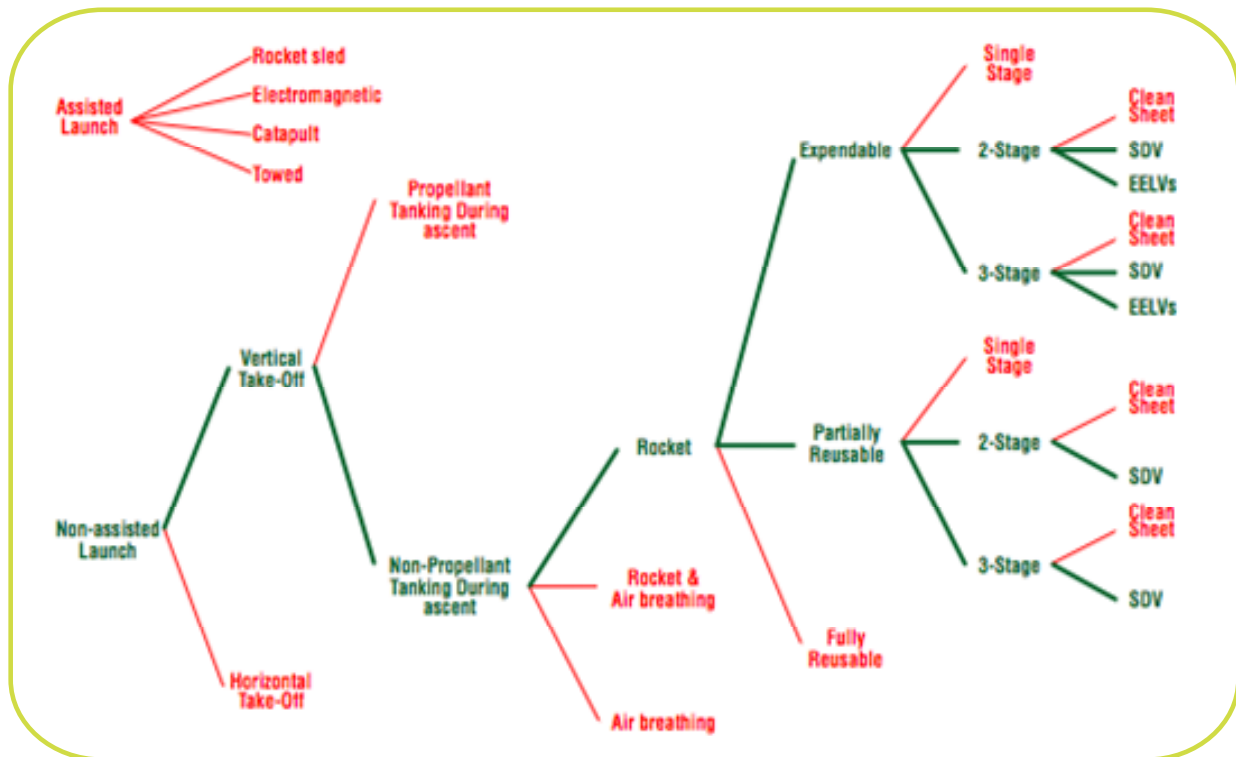 Rocket sled
Electromagnetic
Assisted
Launch
Catapult
Towed
Propellant
Tanking During
ascent
Vertical
Take-Off
Non-assisted
Launch
Non-Propellant
Tanking During
ascent
Horizontal
Take-Off
Rocket
Rocket &
Air breathing
Air breathing
Expendable
Partially
Reusable
Fully
Reusable
Single
Stage
2-Stage
Clean
Sheet
SDV
EELVs
3-Stage
Clean
Sheet
SDV
EELVs
Single
Stage
2-Stage
Clean
Sheet
SDV
3-Stage
Clean
Sheet
SDV